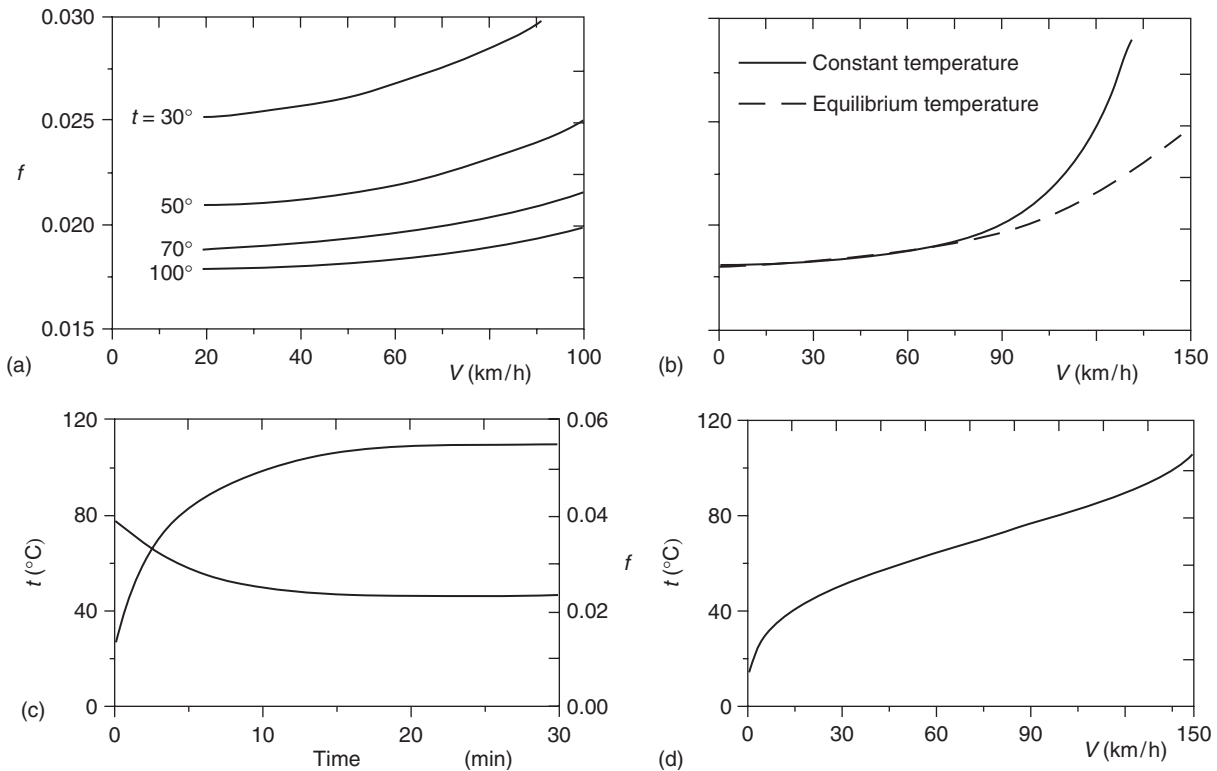 0.030
0.025
f
0.020
0.015
t = 30°
50°
70°
100°
0 20 40 60 80 100
V (km/h)
(a)
Constant temperature
Equilibrium temperature
0 30 60 90 120 150
V (km/h)
(b)
120
80
t (°C)
40
0
0.06
0.04
f
0.02
0.00
0 10 20 30
Time (min)
(c)
120
80
t (°C)
40
0
0 30 60 90 120 150
V (km/h)
(d)